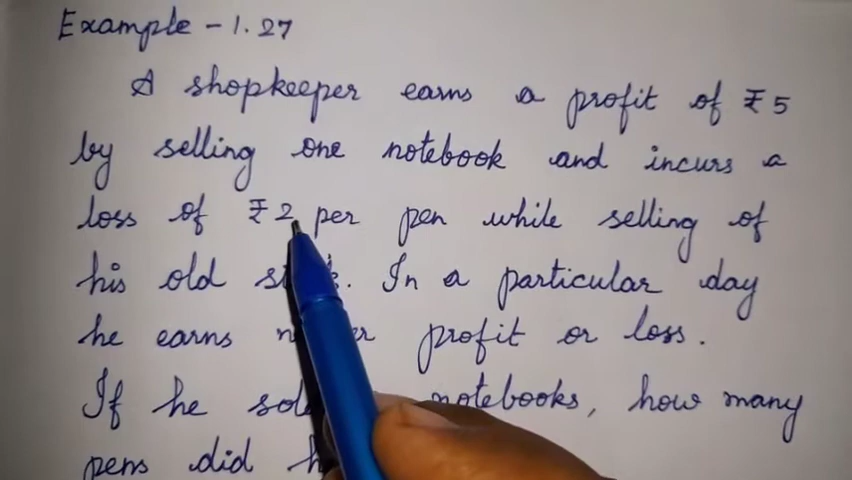 Example - 1.27
A shopkeeper earns a profit of ₹5
by selling one notebook and incurs a
loss of ₹2 per pen while selling of
his old. In a particular day
he earns profit or loss.
If he notebooks, how many
pens did